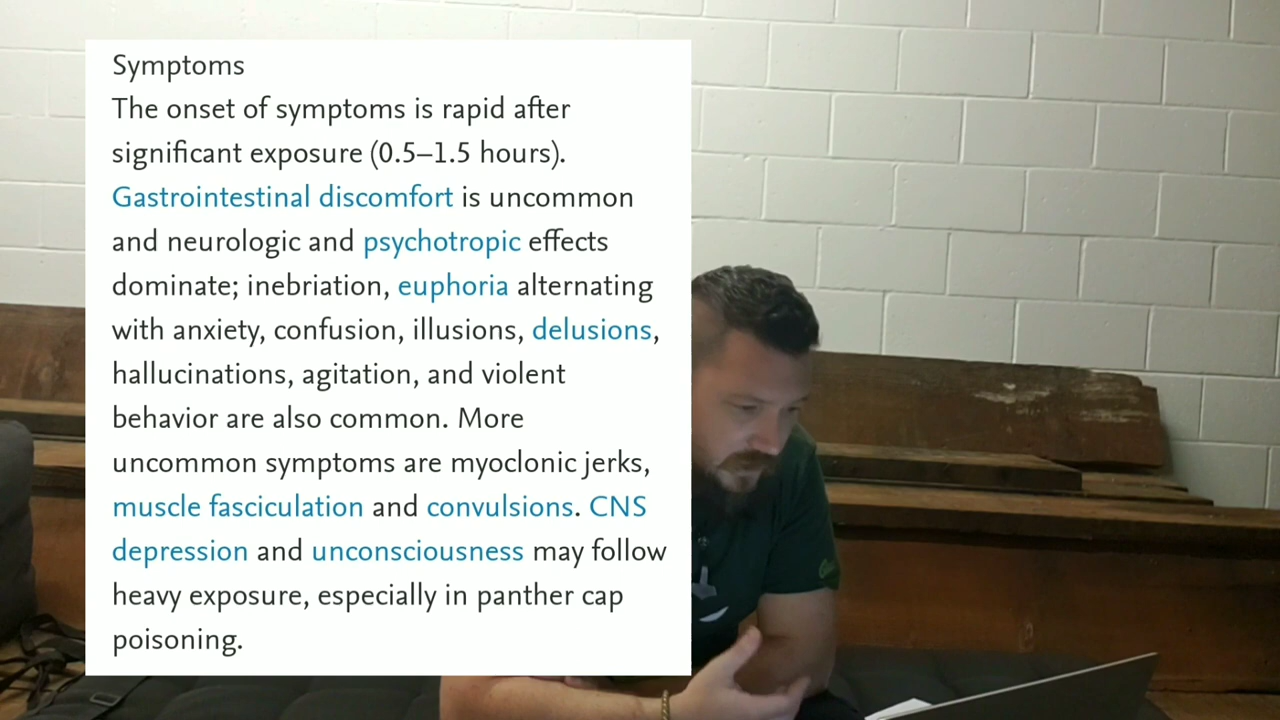 Symptoms
The onset of symptoms is rapid after
significant exposure (0.5–1.5 hours).
Gastrointestinal discomfort is uncommon
and neurologic and psychotropic effects
dominate; inebriation, euphoria alternating
with anxiety, confusion, illusions, delusions,
hallucinations, agitation, and violent
behavior are also common. More
uncommon symptoms are myoclonic jerks,
muscle fasciculation and convulsions. CNS
depression and unconsciousness may follow
heavy exposure, especially in panther cap
poisoning.